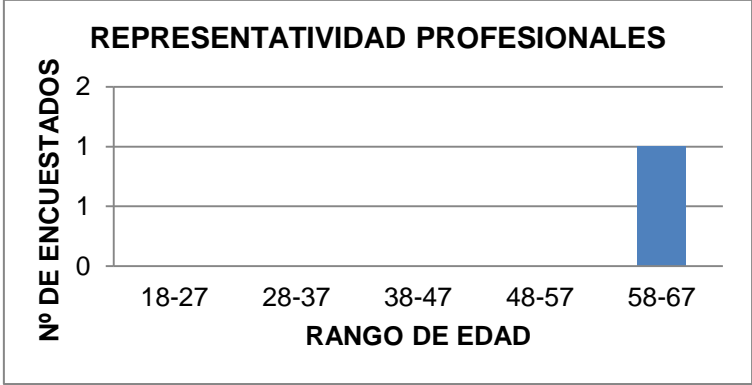 REPRESENTATIVIDAD PROFESIONALES
Nº DE ENCUESTADOS
2
1
1
0
18-27 28-37 38-47 48-57 58-67
RANGO DE EDAD